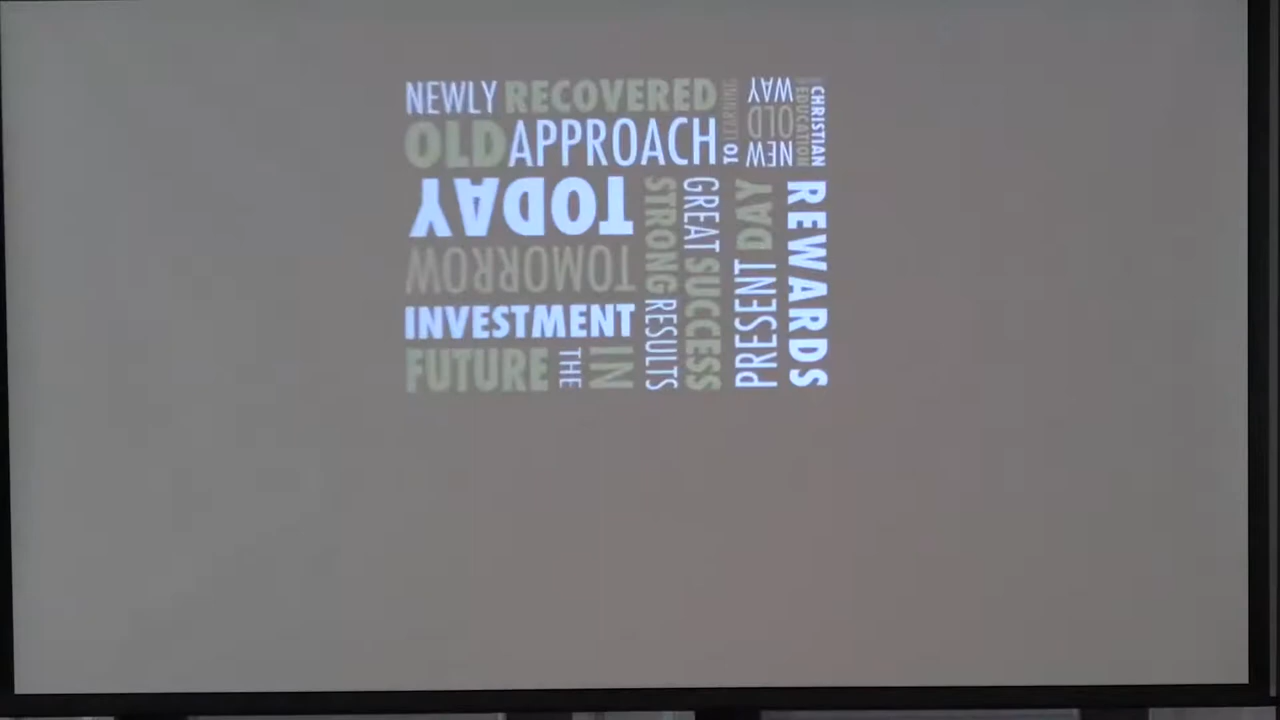 NEWLY RECOVERED
OLD APPROACH
TO LEARNING
NEW
OLD
WAY
CHRISTIAN
EDUCATION
TODAY
TOMORROW
INVESTMENT
IN
THE
FUTURE
STRONG RESULTS
GREAT SUCCESS
PRESENT DAY
REWARDS